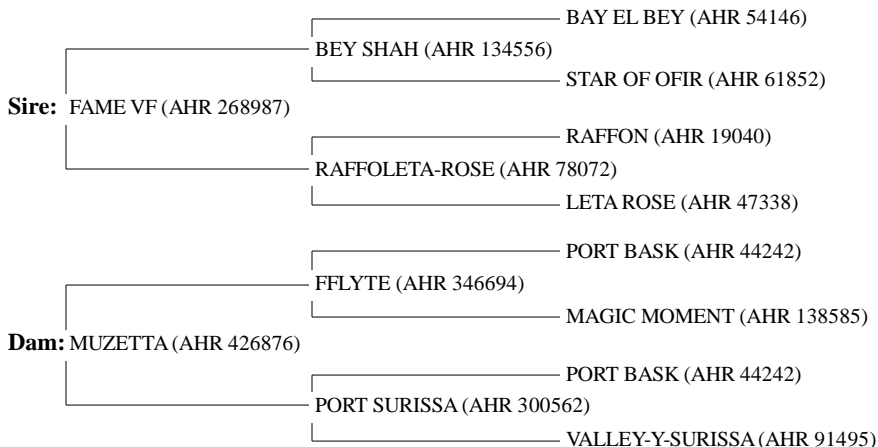 BAY EL BEY (AHR 54146)
BEY SHAH (AHR 134556)
STAR OF OFIR (AHR 61852)
Sire: FAME VF (AHR 268987)
RAFFON (AHR 19040)
RAFFOLETA-ROSE (AHR 78072)
LETA ROSE (AHR 47338)
PORT BASK (AHR 44242)
FFLYTE (AHR 346694)
MAGIC MOMENT (AHR 138585)
Dam: MUZETTA (AHR 426876)
PORT BASK (AHR 44242)
PORT SURISSA (AHR 300562)
VALLEY-Y-SURISSA (AHR 91495)